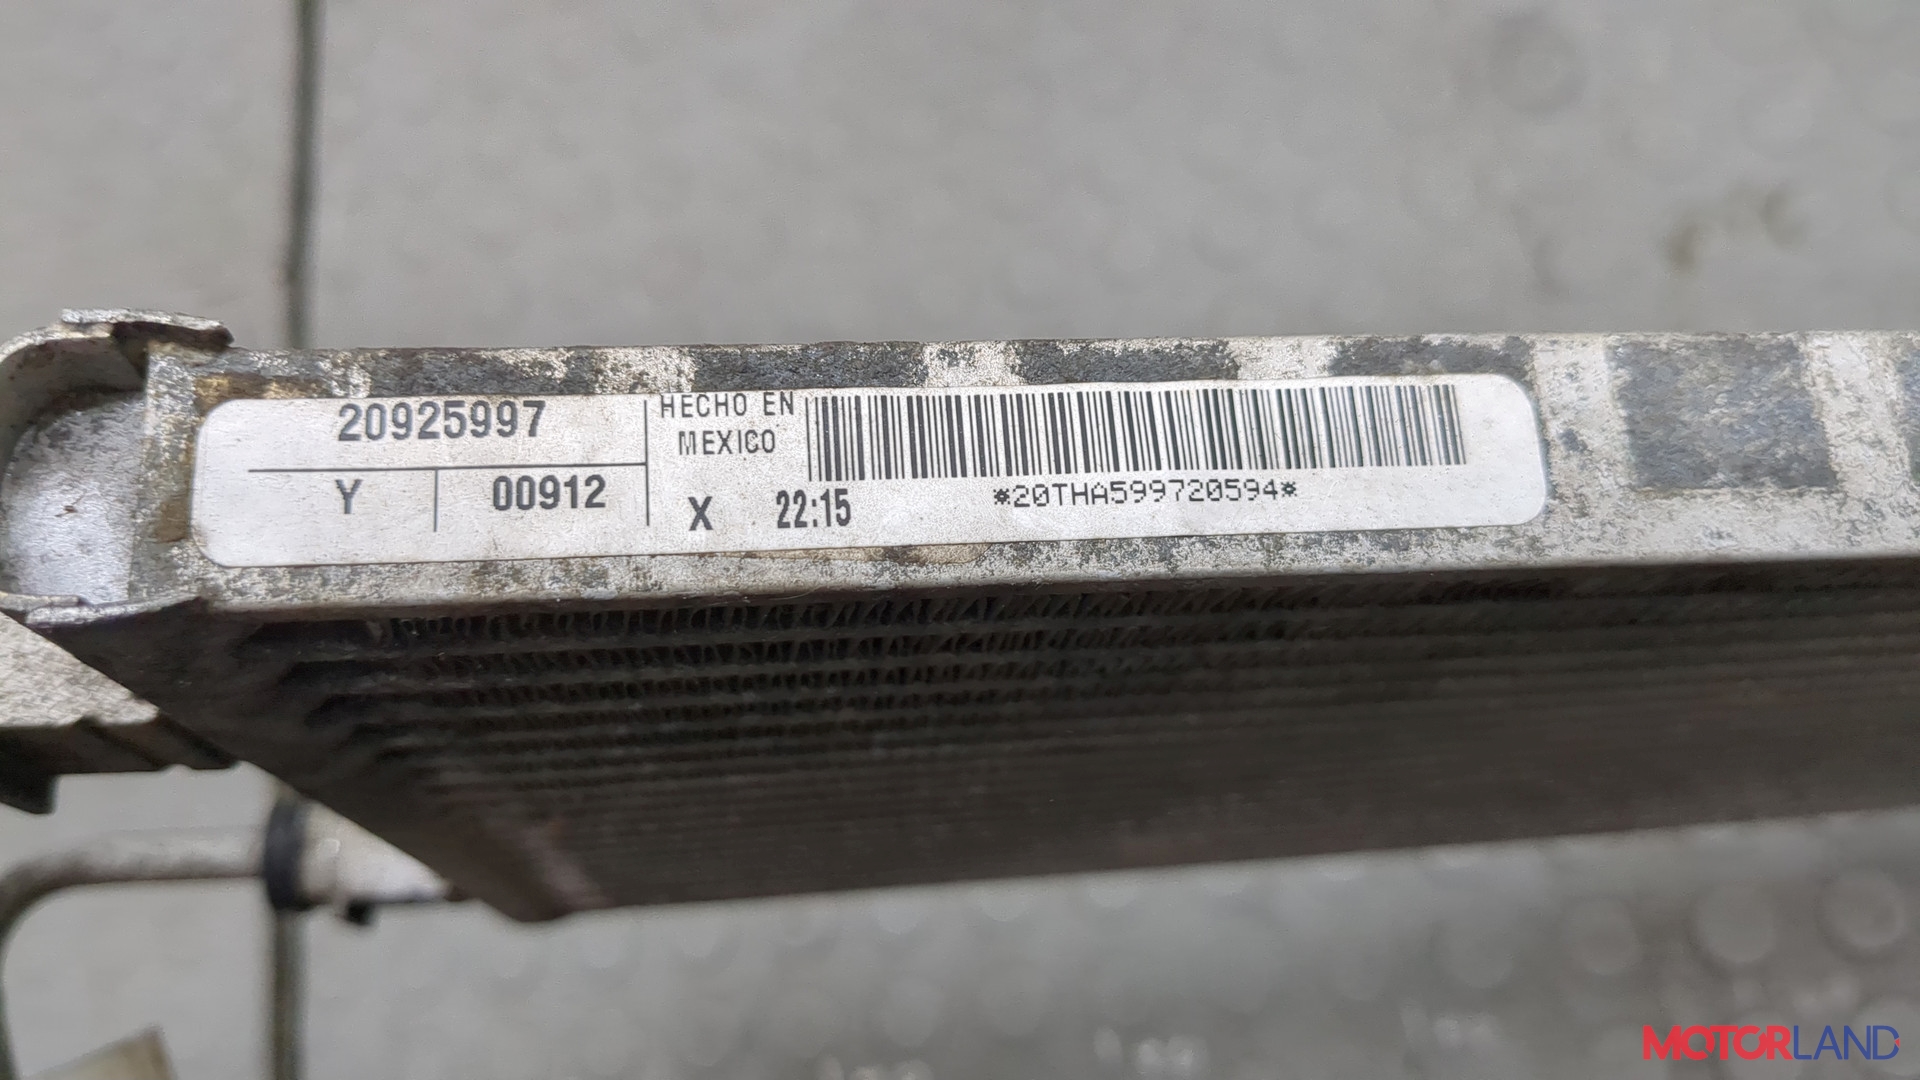 20925997
Y 00912
HECHO EN
MEXICO
X 22:15
*20THA599720594*
MOTORLAND